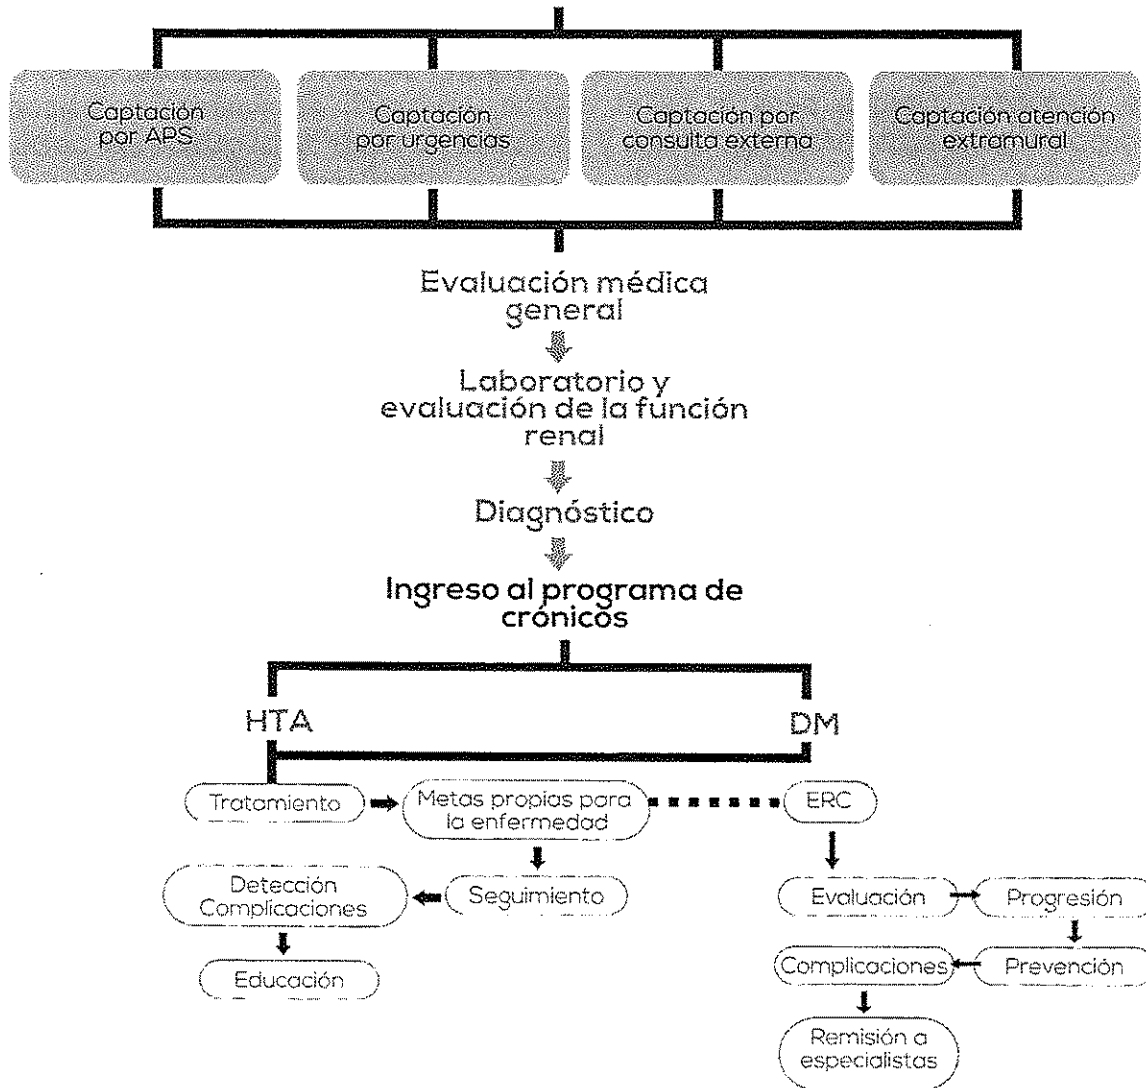 Captación
por APS
Captación
por urgencias
Captación por
consulta externa
Captación atención
extramural
Evaluación médica
general
Laboratorio y
evaluación de la función
renal
Diagnóstico
Ingreso al programa de
crónicos
HTA
DM
Tratamiento
Metas propias para
la enfermedad
ERC
Detección
Complicaciones
Seguimiento
Evaluación
Progresión
Educación
Complicaciones
Prevención
Remisión a
especialistas